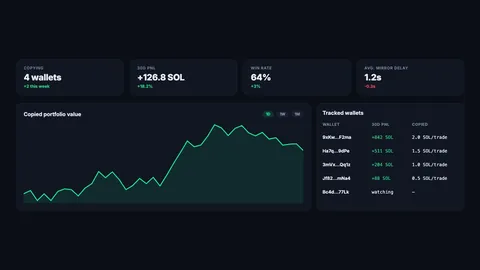 COPYING
4 wallets
+2 this week
30D PNL
+126.8 SOL
+18.2%
WIN RATE
64%
+3%
AVG. MIRROR DELAY
1.2s
-0.3s
Copied portfolio value
1D 1W 1M
Tracked wallets
WALLET 30D PNL COPIED
9xKw...F2ma +842 SOL 2.0 SOL/trade
Ha7q...9dPe +511 SOL 1.5 SOL/trade
3mVx...Qq1z +204 SOL 1.0 SOL/trade
Jf82...mNa4 +88 SOL 0.5 SOL/trade
Bc4d...77Lk watching —